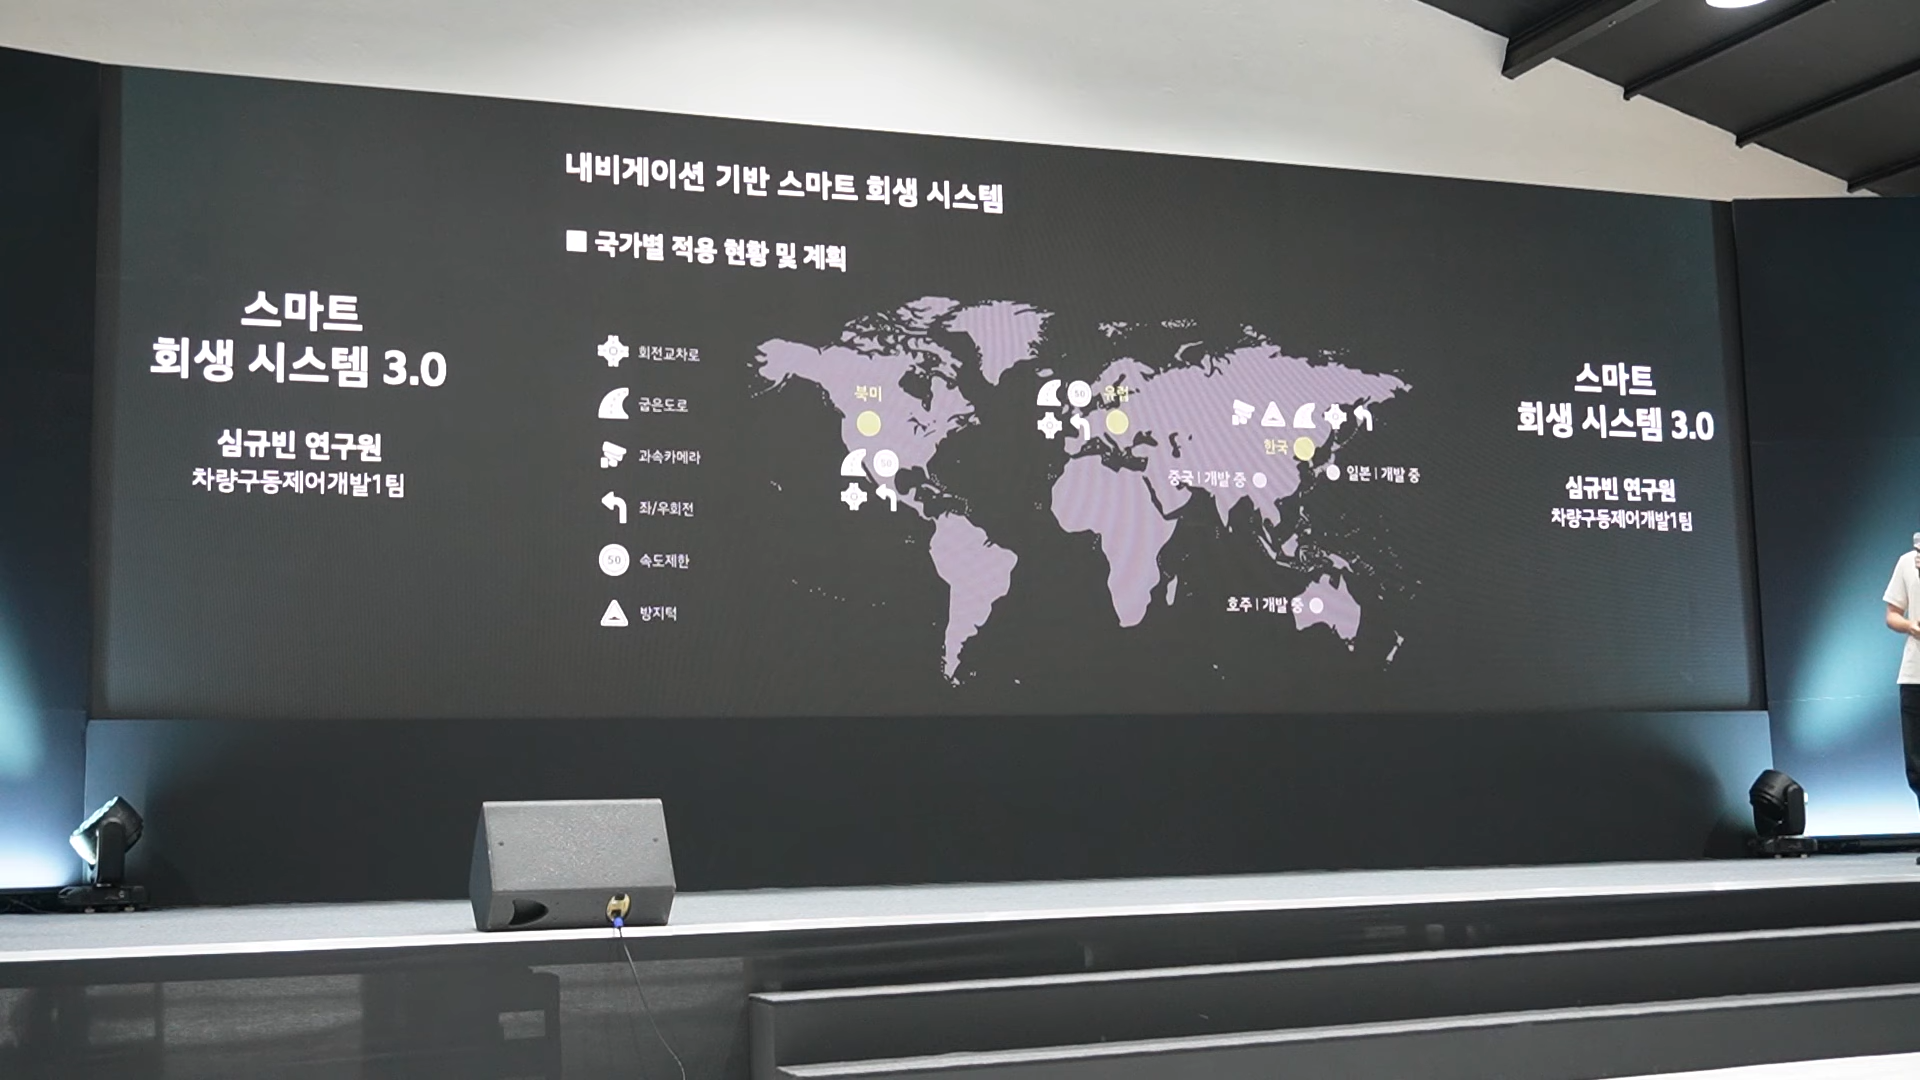 내비게이션 기반 스마트 회생 시스템
■ 국가별 적용 현황 및 계획
스마트
회생 시스템 3.0
심규빈 연구원
차량구동제어개발1팀
회전교차로
굽은도로
과속카메라
좌/우회전
50 속도제한
방지턱
북미
50
50 유럽
한국
중국 | 개발 중
일본 | 개발 중
호주 | 개발 중
스마트
회생 시스템 3.0
심규빈 연구원
차량구동제어개발1팀